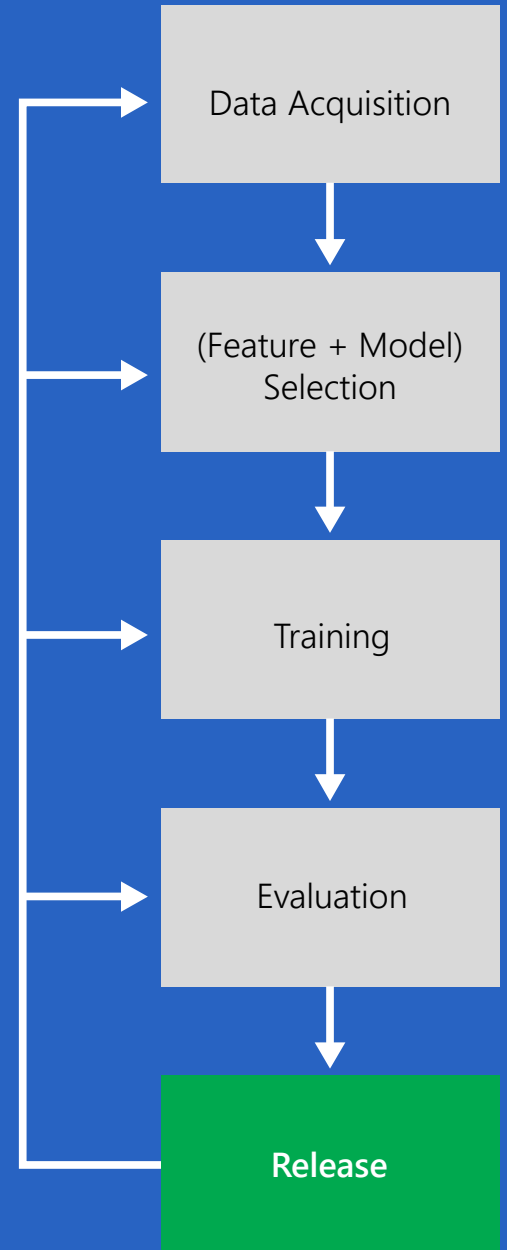 Data Acquisition
(Feature + Model)
Selection
Training
Evaluation
Release